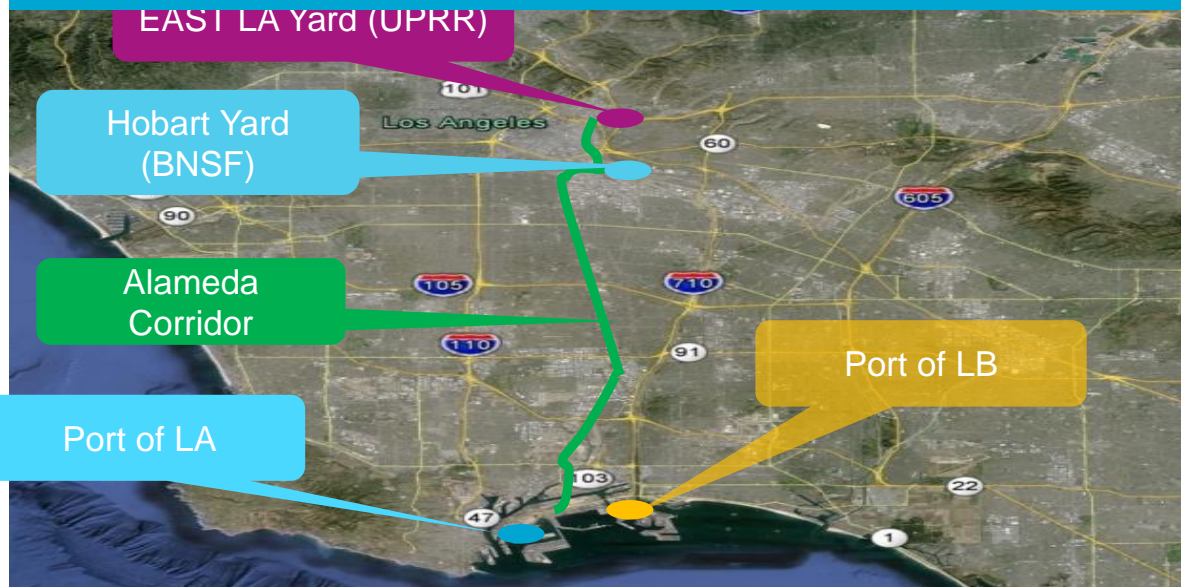 EAST LA Yard (UPRR)
101
Hobart Yard
(BNSF)
Los Angeles
60
605
90
Alameda
Corridor
105
710
110
91
Port of LB
Port of LA
103
22
47
1